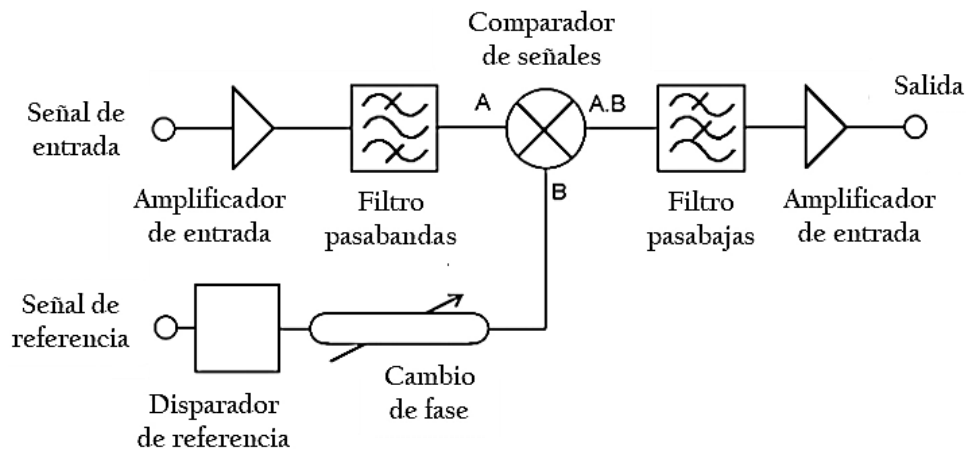 Comparador
de señales
Señal de
entrada
A
A.B
Salida
B
Amplificador
de entrada
Filtro
pasabandas
Filtro
pasabajas
Amplificador
de entrada
Señal de
referencia
Cambio
de fase
Disparador
de referencia